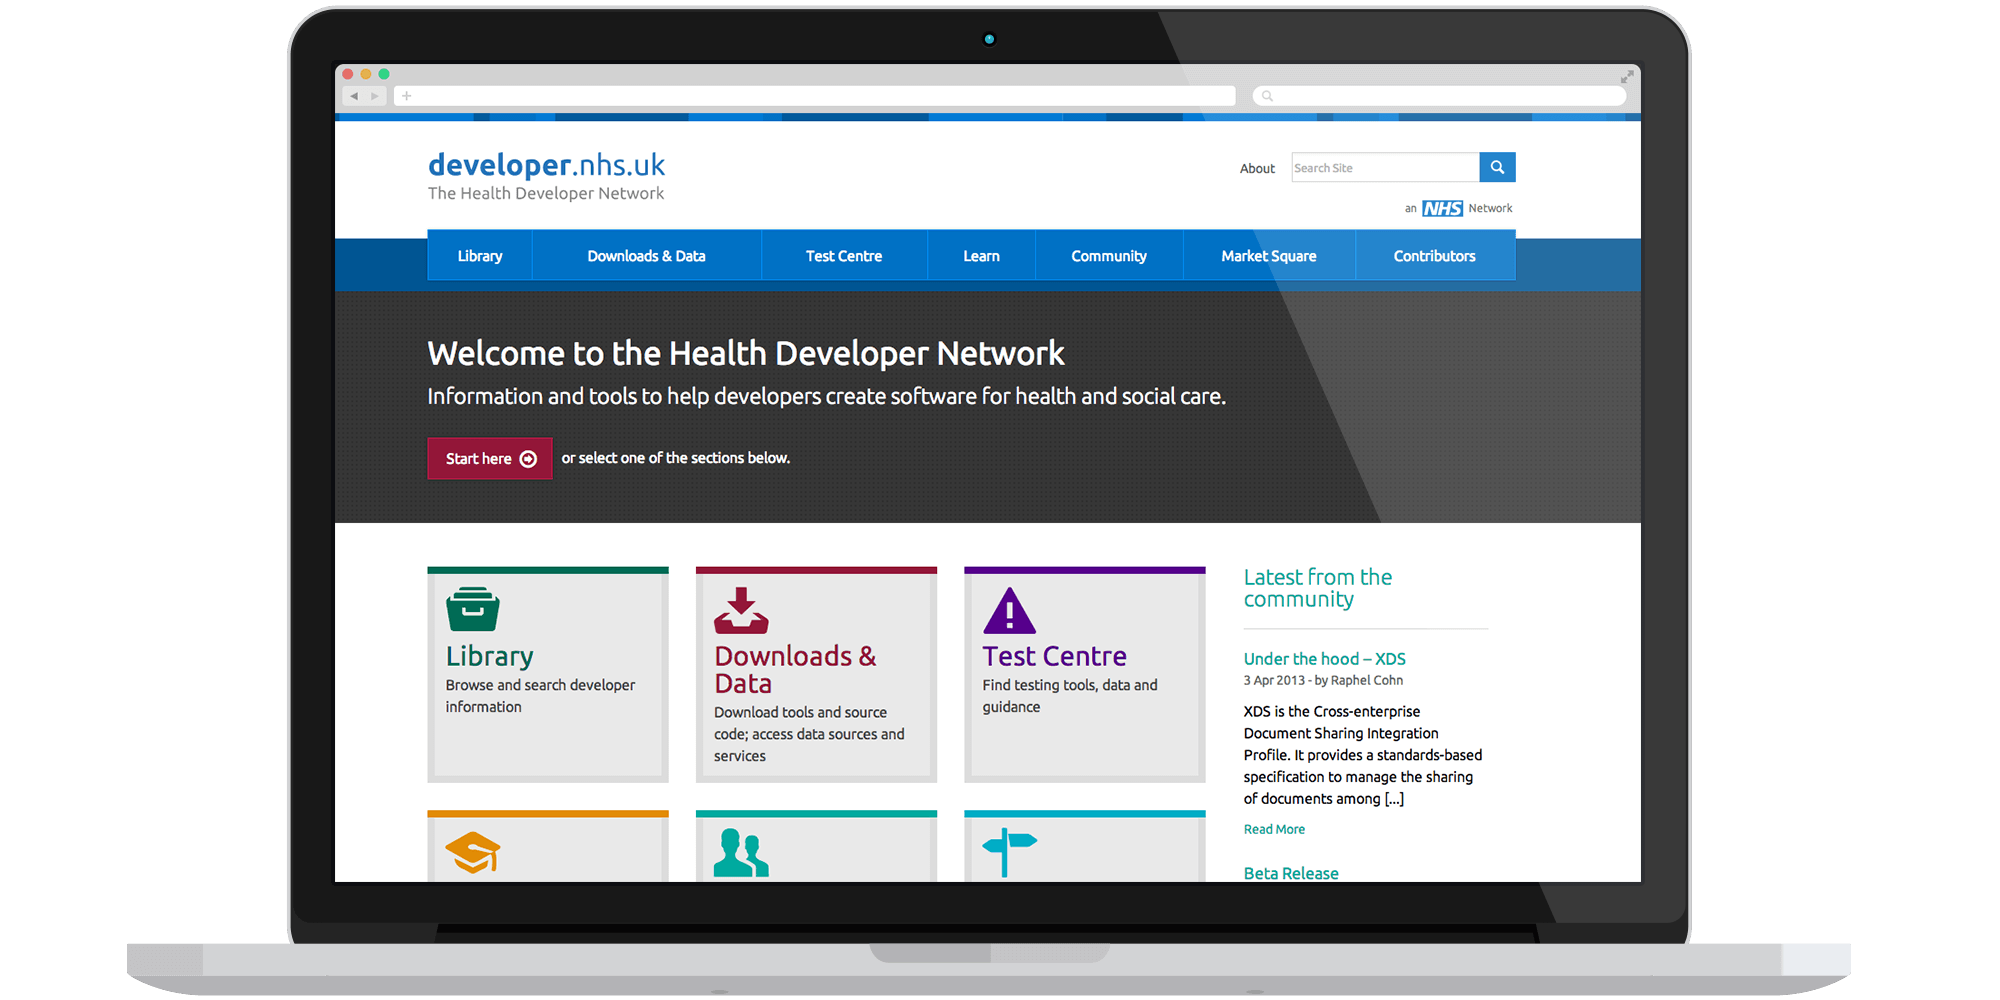 developer.nhs.uk
The Health Developer Network
About
Search Site
an NHS Network
Library
Downloads & Data
Test Centre
Learn
Community
Market Square
Contributors
Welcome to the Health Developer Network
Information and tools to help developers create software for health and social care.
Start here
or select one of the sections below.
Library
Browse and search developer
information
Downloads &
Data
Download tools and source
code; access data sources and
services
Test Centre
Find testing tools, data and
guidance
Latest from the
community
Under the hood – XDS
3 Apr 2013 - by Raphel Cohn
XDS is the Cross-enterprise
Document Sharing Integration
Profile. It provides a standards-based
specification to manage the sharing
of documents among [...]
Read More
Beta Release